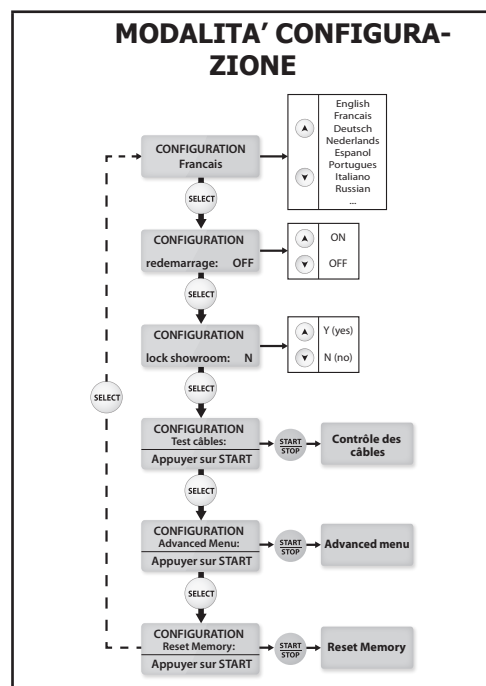 MODALITA’ CONFIGURA-
ZIONE
CONFIGURATION
Francais
English
Francais
Deutsch
Nederlands
Espanol
Portugues
Italiano
Russian
...
SELECT
CONFIGURATION
redemarrage: OFF
ON
OFF
SELECT
CONFIGURATION
lock showroom: N
Y (yes)
N (no)
SELECT
SELECT
CONFIGURATION
Test câbles:
Appuyer sur START
START
STOP
Contrôle des
câbles
SELECT
CONFIGURATION
Advanced Menu:
Appuyer sur START
START
STOP
Advanced menu
SELECT
CONFIGURATION
Reset Memory:
Appuyer sur START
START
STOP
Reset Memory